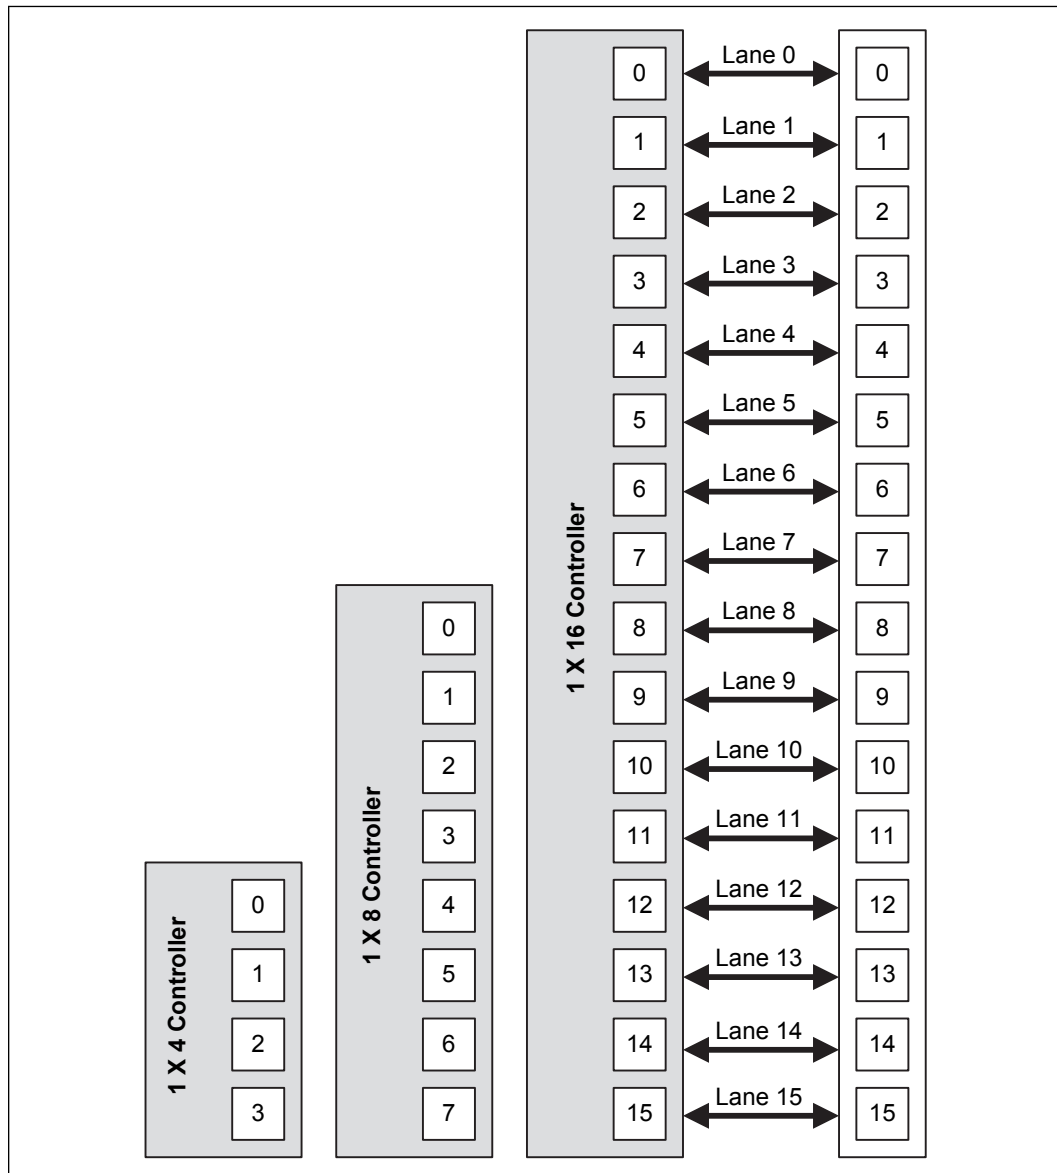 1 X 4 Controller
0
1
2
3
1 X 8 Controller
0
1
2
3
4
5
6
7
1 X 16 Controller
0
1
2
3
4
5
6
7
8
9
10
11
12
13
14
15
Lane 0
Lane 1
Lane 2
Lane 3
Lane 4
Lane 5
Lane 6
Lane 7
Lane 8
Lane 9
Lane 10
Lane 11
Lane 12
Lane 13
Lane 14
Lane 15
0
1
2
3
4
5
6
7
8
9
10
11
12
13
14
15